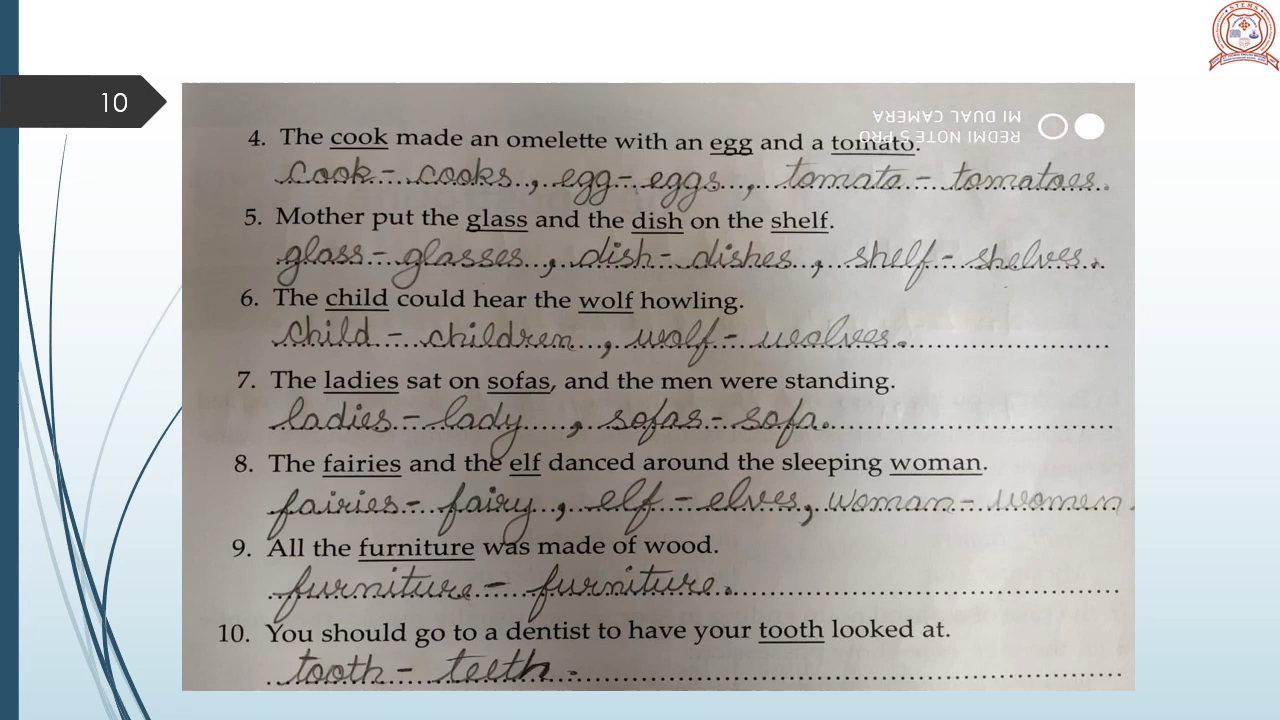 10
REDMI NOTE 5 PRO
MI DUAL CAMERA
4. The cook made an omelette with an egg and a tomato.
cook - cooks, egg - eggs, tomato - tomatoes.
5. Mother put the glass and the dish on the shelf.
glass - glasses, dish - dishes, shelf - shelves.
6. The child could hear the wolf howling.
child - children, wolf - wolves.
7. The ladies sat on sofas, and the men were standing.
ladies - lady, sofas - sofa.
8. The fairies and the elf danced around the sleeping woman.
fairies - fairy, elf - elves, woman - women.
9. All the furniture was made of wood.
furniture - furniture.
10. You should go to a dentist to have your tooth looked at.
tooth - teeth.